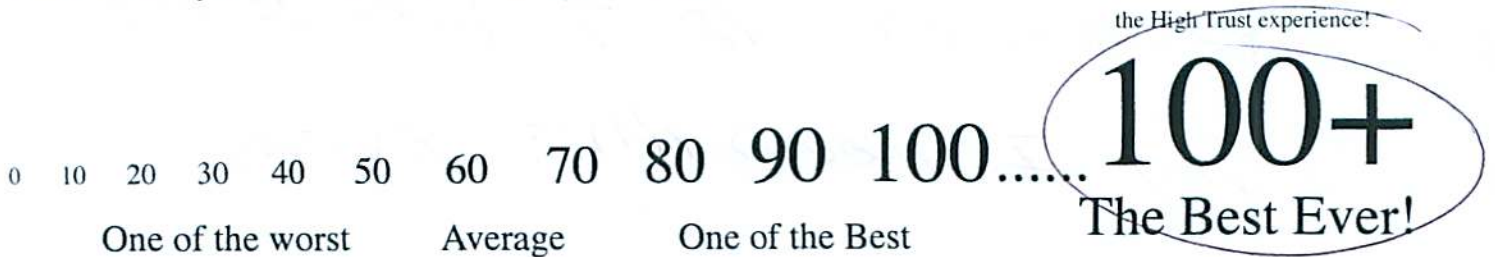 the High Trust experience!
0 10 20 30 40 50 60 70 80 90 100...... 100+
One of the worst Average One of the Best The Best Ever!